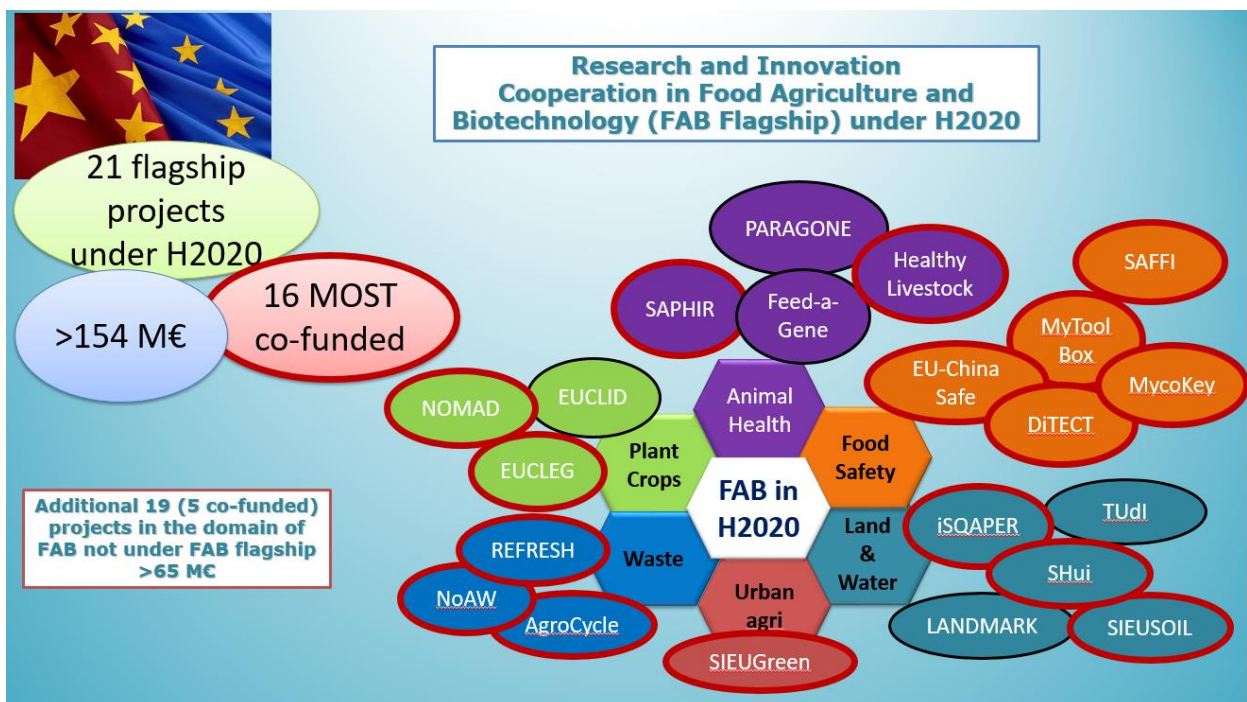 Research and Innovation
Cooperation in Food Agriculture and
Biotechnology (FAB Flagship) under H2020
21 flagship
projects
under H2020
>154 M€
16 MOST
co-funded
Additional 19 (5 co-funded)
projects in the domain of
FAB not under FAB flagship
>65 M€
PARAGONE
Healthy
Livestock
SAPHIR
Feed-a-
Gene
SAFFI
MyTool
Box
EU-China
Safe
MycoKey
DiTECT
NOMAD
EUCLID
EUCLEG
Animal
Health
Plant
Crops
Food
Safety
FAB in
H2020
Waste
Land
&
Water
Urban
agri
REFRESH
NoAW
AgroCycle
SIEUGreen
iSQAPER
TUdI
SHui
LANDMARK
SIEUSOIL